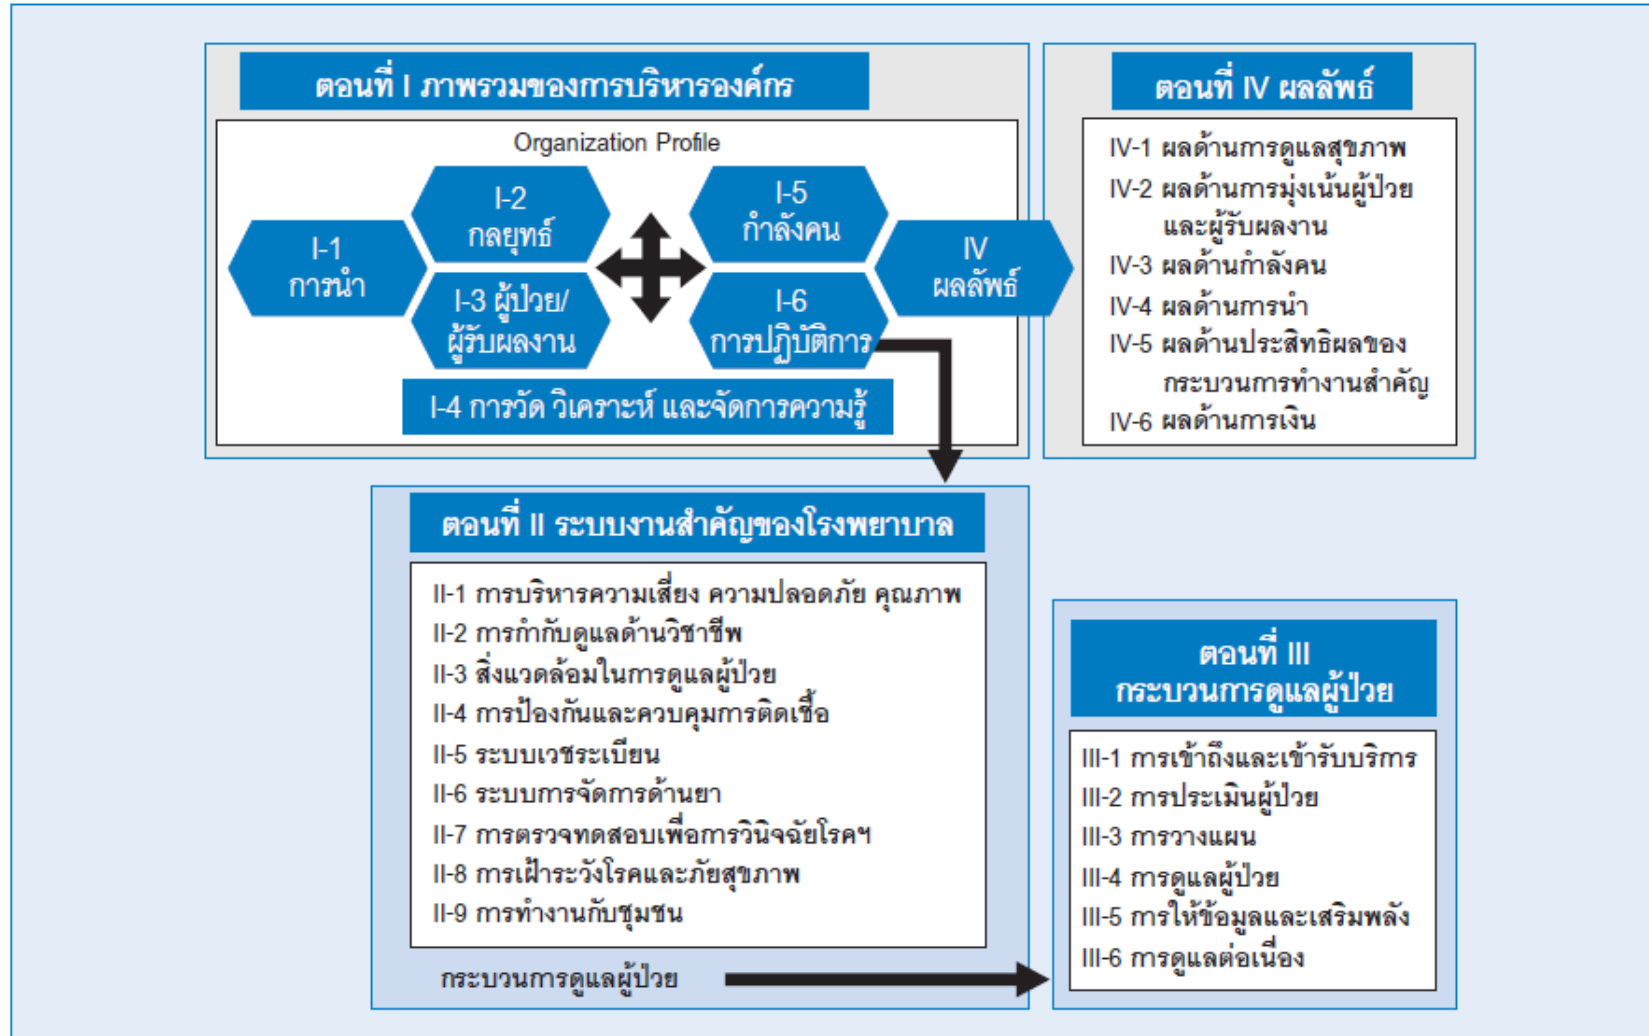 ตอนที่ I ภาพรวมของการบริหารองค์กร
Organization Profile
I-1
การนำ
I-2
กลยุทธ์
I-3 ผู้ป่วย/
ผู้รับผลงาน
I-5
กำลังคน
I-6
การปฏิบัติการ
IV
ผลลัพธ์
I-4 การวัด วิเคราะห์ และจัดการความรู้
ตอนที่ IV ผลลัพธ์
IV-1 ผลด้านการดูแลสุขภาพ
IV-2 ผลด้านการมุ่งเน้นผู้ป่วย
และผู้รับผลงาน
IV-3 ผลด้านกำลังคน
IV-4 ผลด้านการนำ
IV-5 ผลด้านประสิทธิผลของ
กระบวนการทำงานสำคัญ
IV-6 ผลด้านการเงิน
ตอนที่ II ระบบงานสำคัญของโรงพยาบาล
II-1 การบริหารความเสี่ยง ความปลอดภัย คุณภาพ
II-2 การกำกับดูแลด้านวิชาชีพ
II-3 สิ่งแวดล้อมในการดูแลผู้ป่วย
II-4 การป้องกันและควบคุมการติดเชื้อ
II-5 ระบบเวชระเบียน
II-6 ระบบการจัดการด้านยา
II-7 การตรวจทดสอบเพื่อการวินิจฉัยโรคฯ
II-8 การเฝ้าระวังโรคและภัยสุขภาพ
II-9 การทำงานกับชุมชน
กระบวนการดูแลผู้ป่วย
ตอนที่ III
กระบวนการดูแลผู้ป่วย
III-1 การเข้าถึงและเข้ารับบริการ
III-2 การประเมินผู้ป่วย
III-3 การวางแผน
III-4 การดูแลผู้ป่วย
III-5 การให้ข้อมูลและเสริมพลัง
III-6 การดูแลต่อเนื่อง